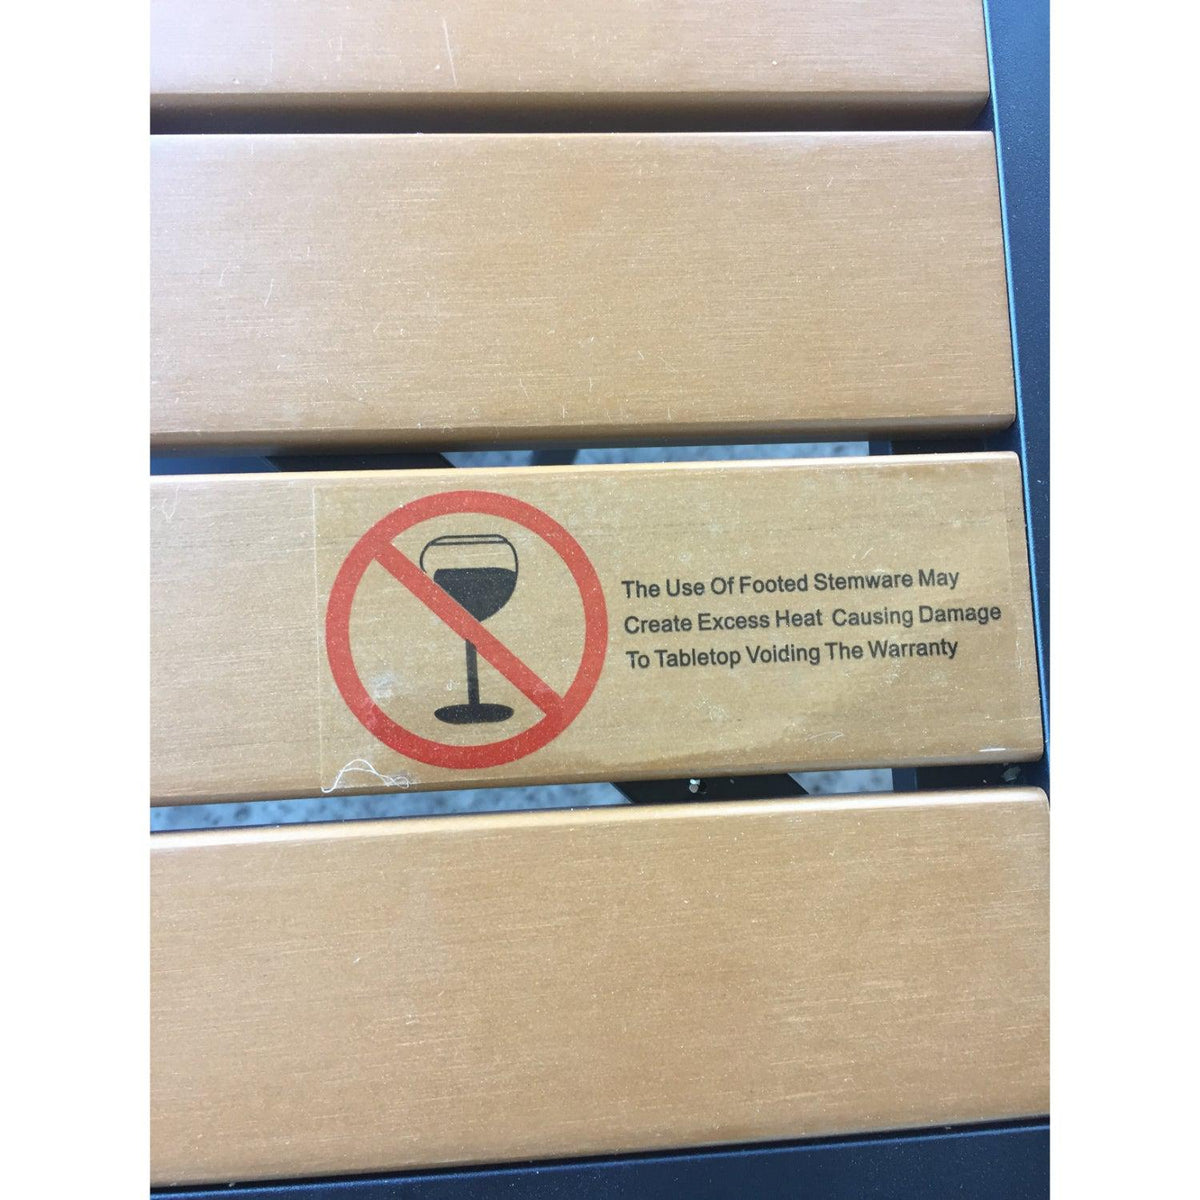 The Use Of Footed Stemware May
Create Excess Heat Causing Damage
To Tabletop Voiding The Warranty